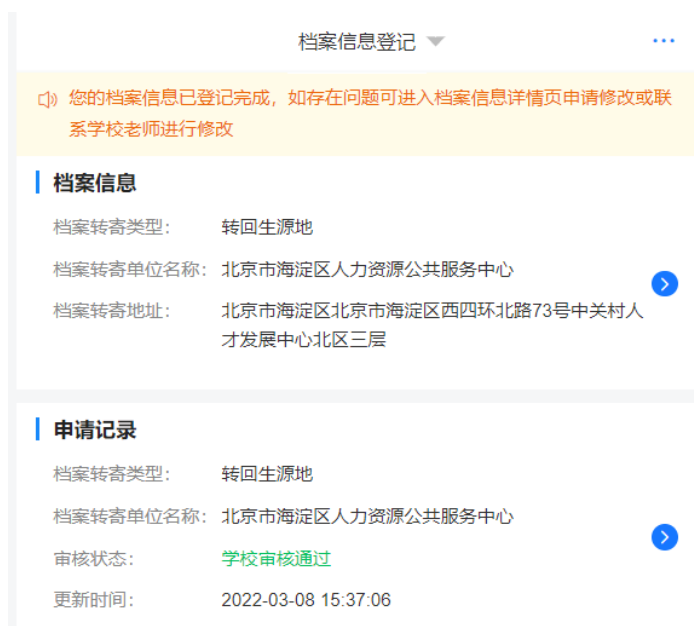 档案信息登记
您的档案信息已登记完成，如存在问题可进入档案信息详情页申请修改或联
系学校老师进行修改
档案信息
档案转寄类型： 转回生源地
档案转寄单位名称： 北京市海淀区人力资源公共服务中心
档案转寄地址： 北京市海淀区北京市海淀区西四环北路73号中关村人
才发展中心北区三层
申请记录
档案转寄类型： 转回生源地
档案转寄单位名称： 北京市海淀区人力资源公共服务中心
审核状态： 学校审核通过
更新时间： 2022-03-08 15:37:06